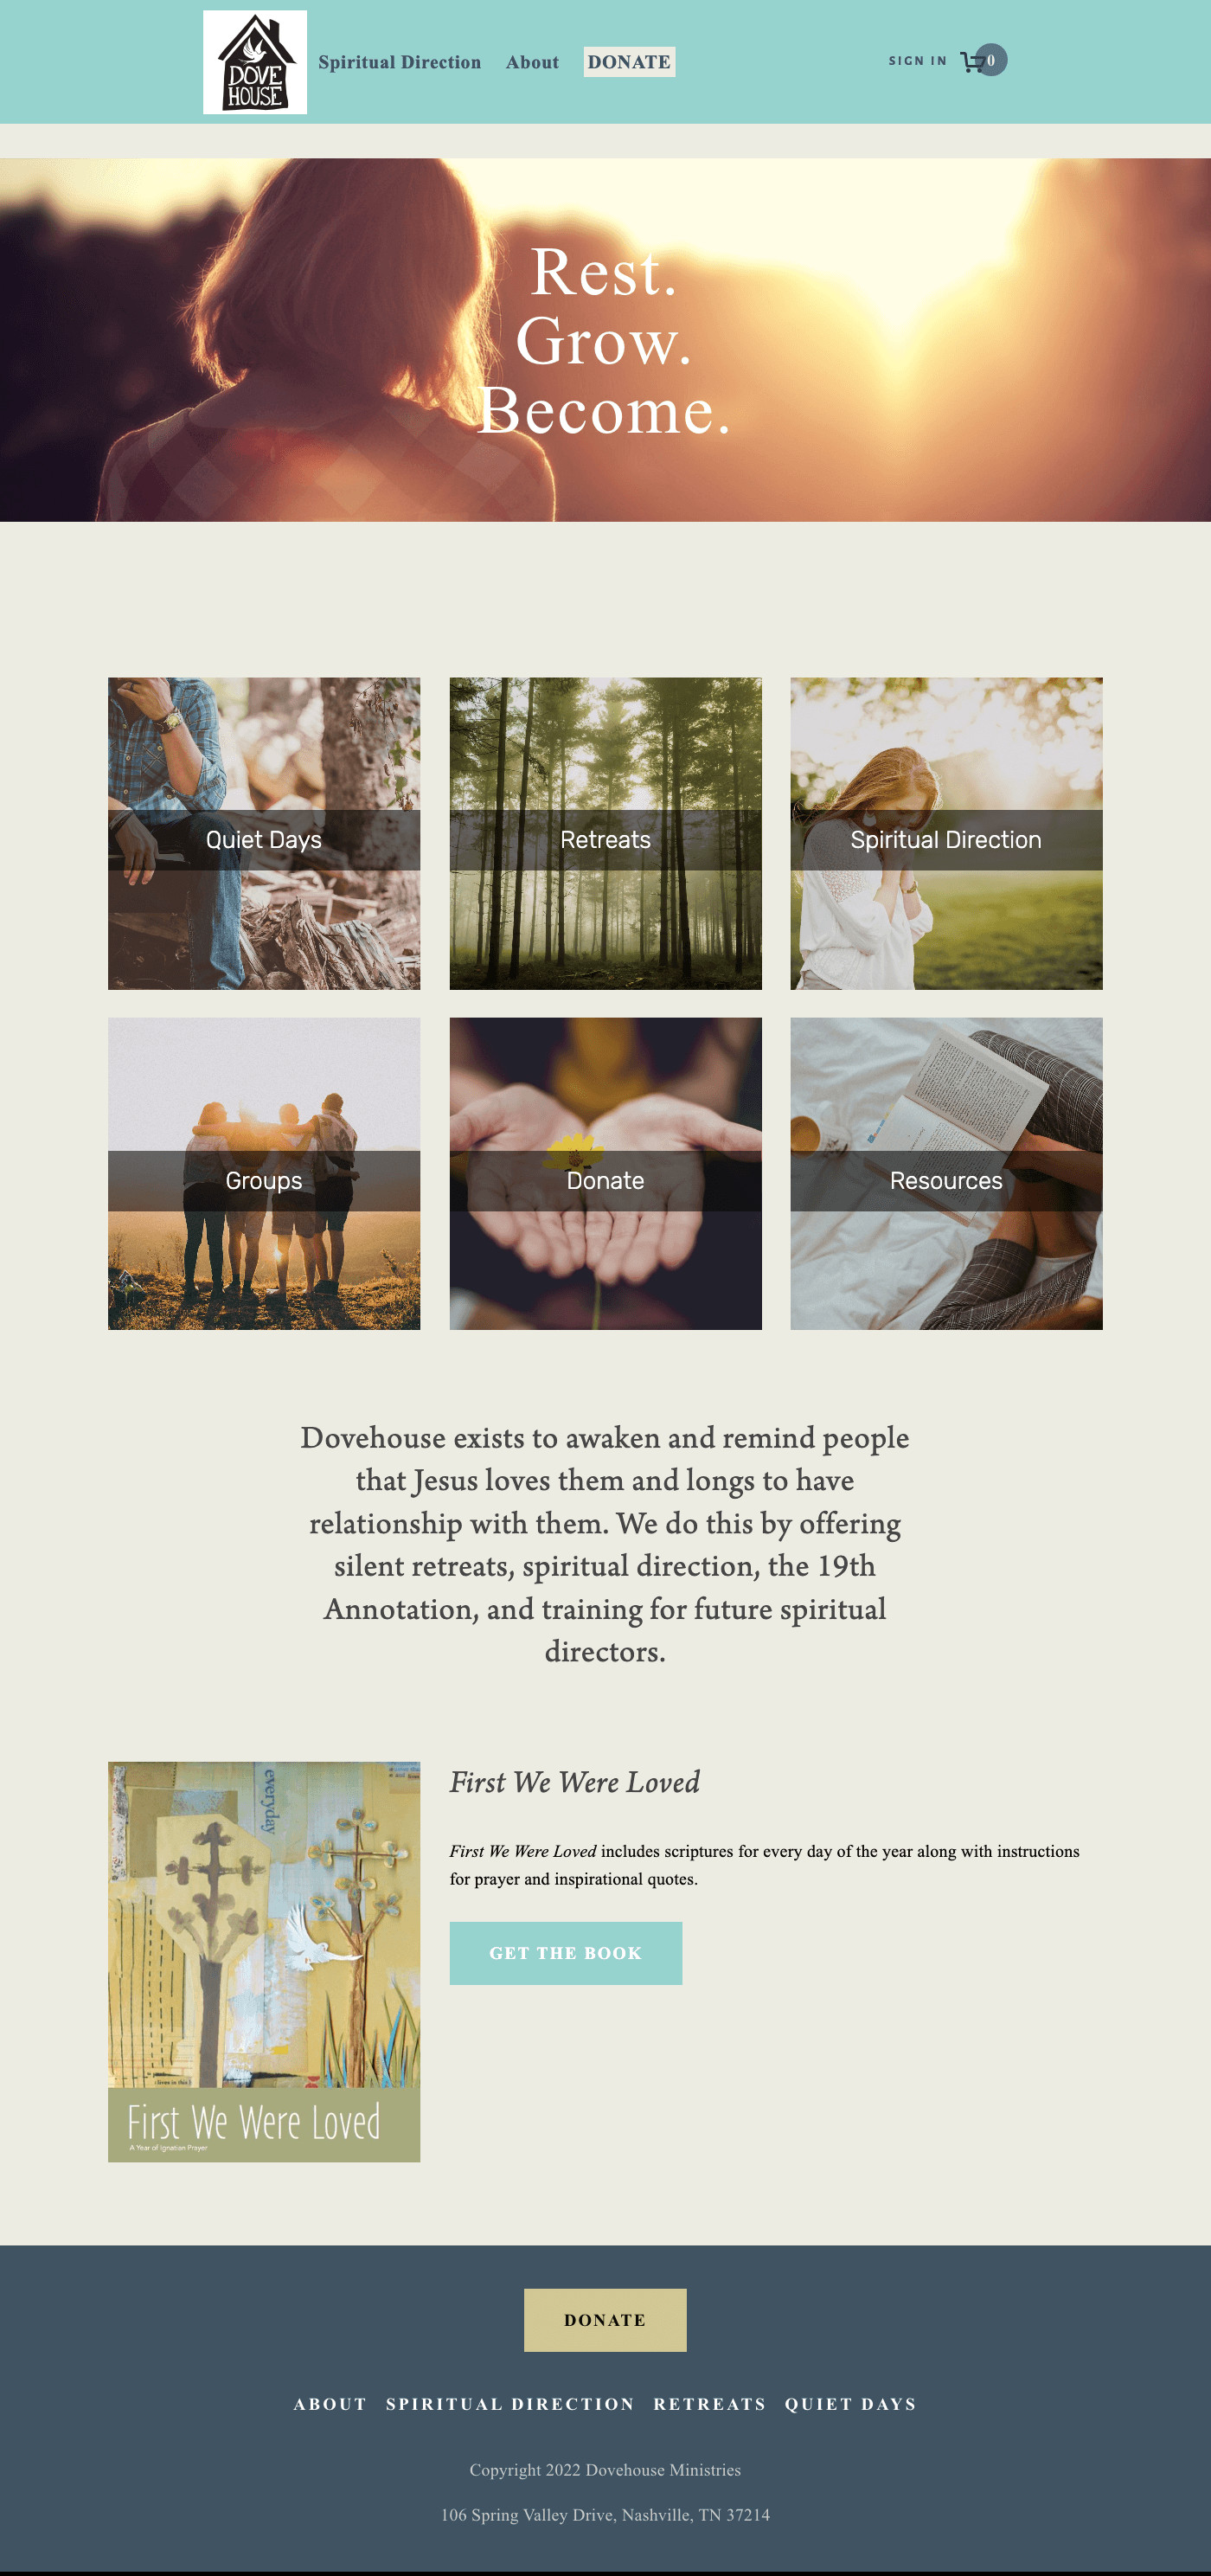 DOVE
HOUSE
Spiritual Direction
About
DONATE
SIGN IN
0
Rest.
Grow.
Become.
Quiet Days
Retreats
Spiritual Direction
Groups
Donate
Resources
Dovehouse exists to awaken and remind people
that Jesus loves them and longs to have
relationship with them. We do this by offering
silent retreats, spiritual direction, the 19th
Annotation, and training for future spiritual
directors.
everyday
First We Were Loved
A Year of Ignatian Prayer
First We Were Loved
First We Were Loved includes scriptures for every day of the year along with instructions
for prayer and inspirational quotes.
GET THE BOOK
DONATE
ABOUT SPIRITUAL DIRECTION RETREATS QUIET DAYS
Copyright 2022 Dovehouse Ministries
106 Spring Valley Drive, Nashville, TN 37214